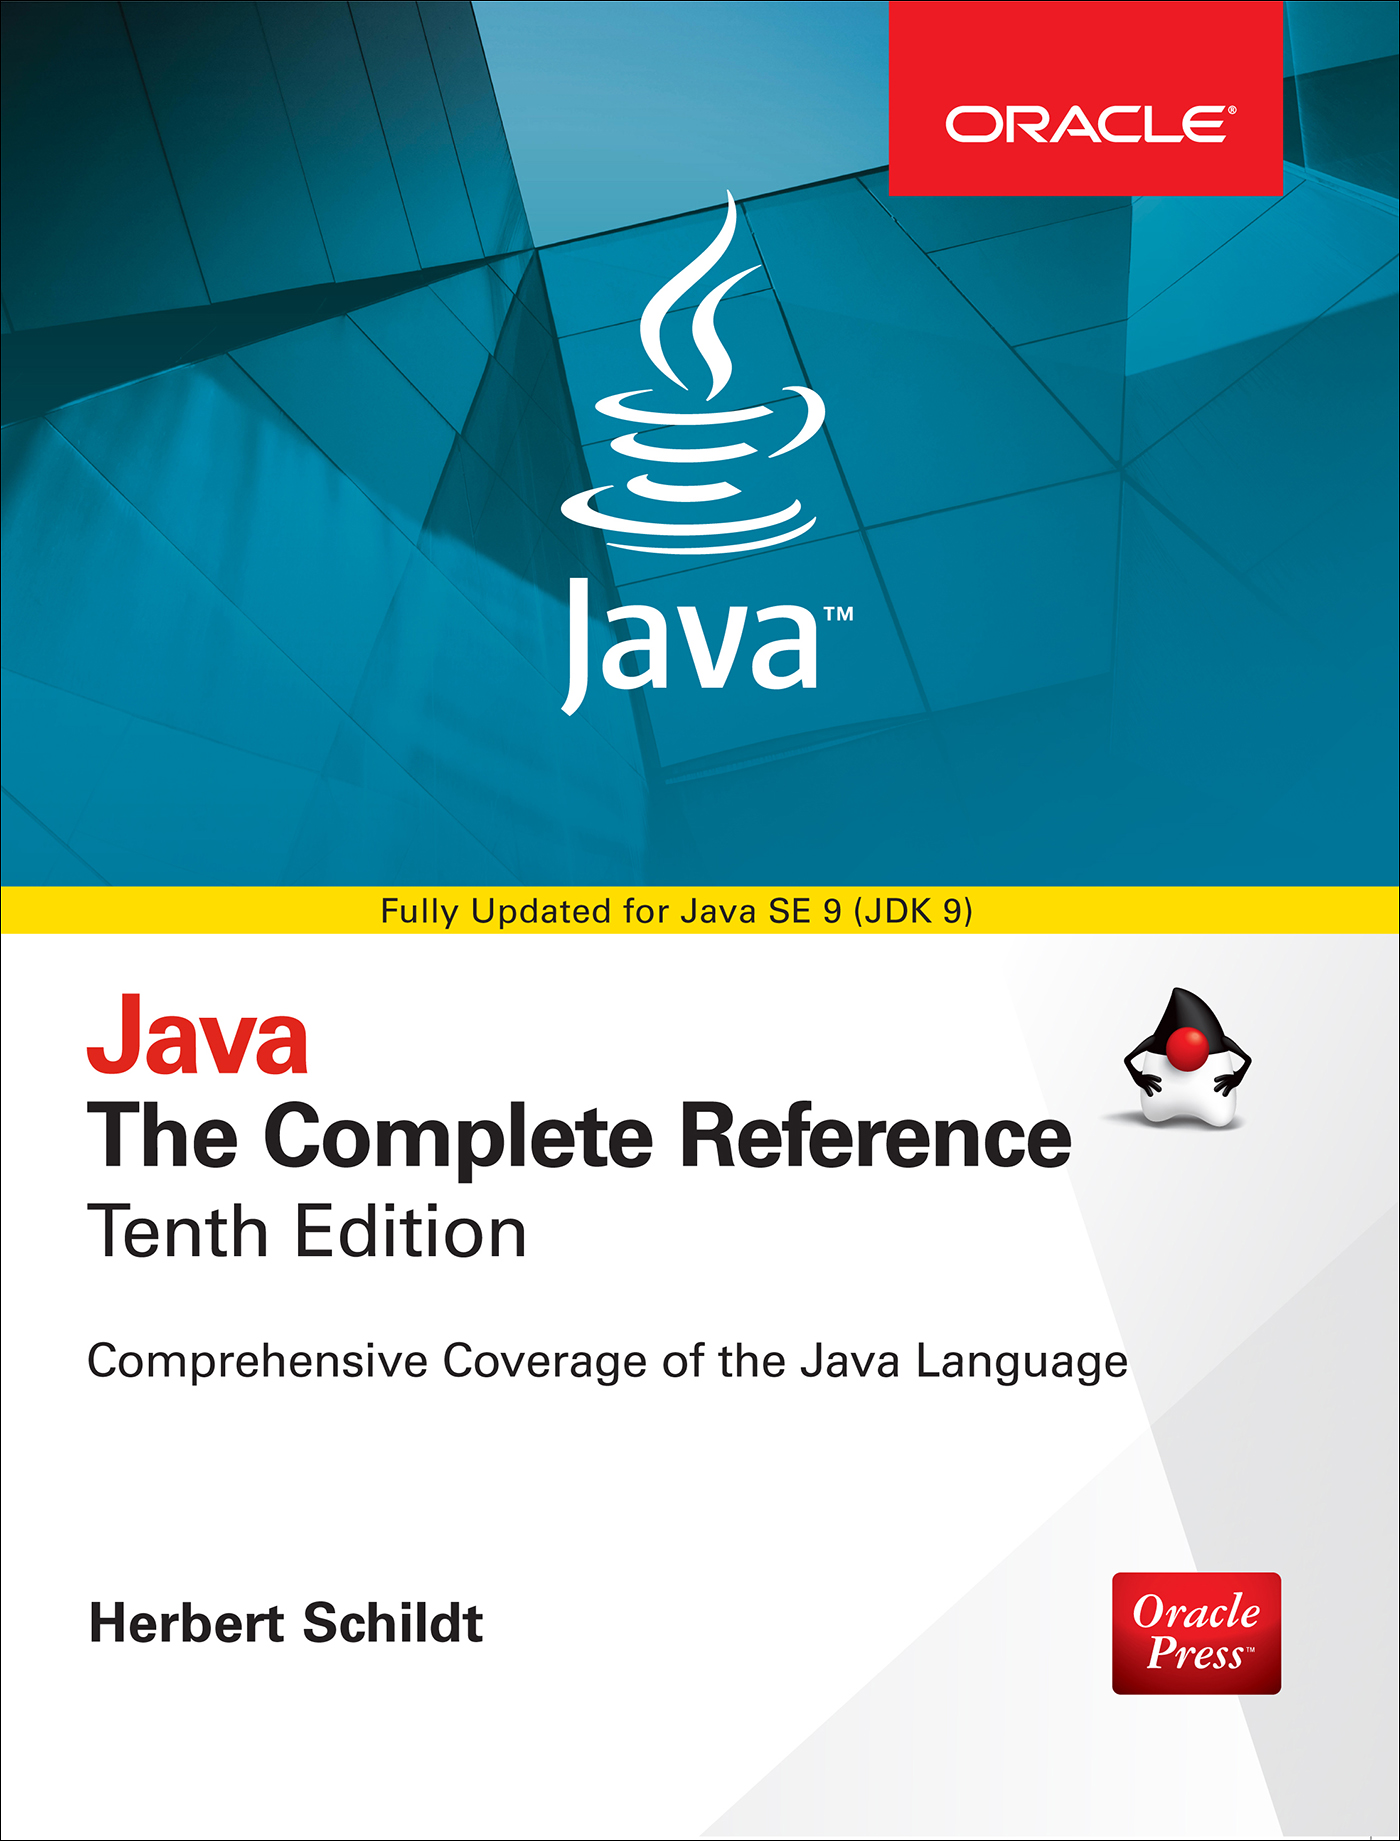 ORACLE®
Java™
Fully Updated for Java SE 9 (JDK 9)
Java
The Complete Reference
Tenth Edition
Comprehensive Coverage of the Java Language
Herbert Schildt
Oracle
Press™